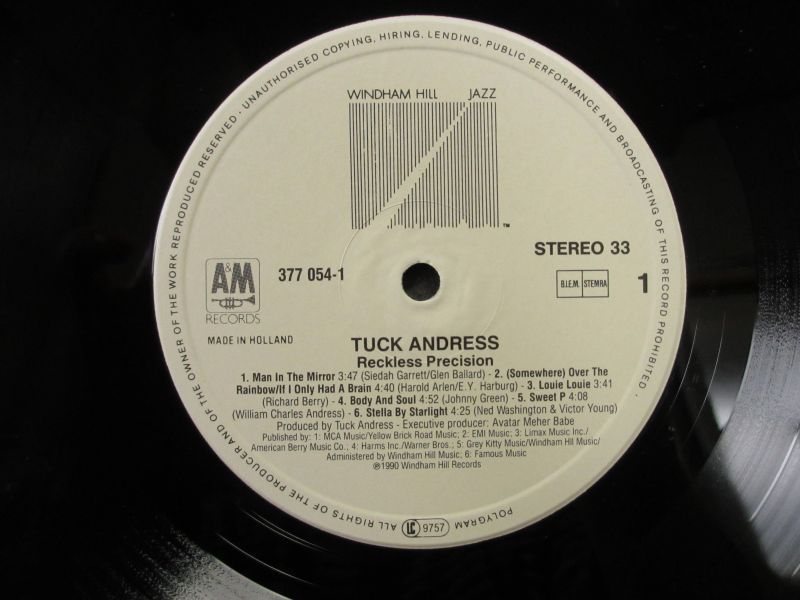 UNAUTHORISED COPYING, HIRING, LENDING, PUBLIC PERFORMANCE AND BROADCASTING OF THIS RECORD PROHIBITED ·
POLYGRAM · ALL RIGHTS OF THE PRODUCER AND OF THE OWNER OF THE WORK REPRODUCED RESERVED ·
LC 9757
WINDHAM HILL JAZZ
TM
STEREO 33
A&M
RECORDS
377 054-1
B.I.E.M. STEMRA
1
MADE IN HOLLAND
TUCK ANDRESS
Reckless Precision
1. Man In The Mirror 3:47 (Siedah Garrett/Glen Ballard) - 2. (Somewhere) Over The
Rainbow/If I Only Had A Brain 4:40 (Harold Arlen/E.Y. Harburg) - 3. Louie Louie 3:41
(Richard Berry) - 4. Body And Soul 4:52 (Johnny Green) - 5. Sweet P 4:08
(William Charles Andress) - 6. Stella By Starlight 4:25 (Ned Washington & Victor Young)
Produced by Tuck Andress - Executive producer: Avatar Meher Babe
Published by: 1: MCA Music/Yellow Brick Road Music; 2: EMI Music; 3: Limax Music Inc./
American Berry Music Co.; 4: Harms Inc./Warner Bros.; 5: Grey Kitty Music/Windham Hill Music/
Administered by Windham Hill Music; 6: Famous Music
℗1990 Windham Hill Records